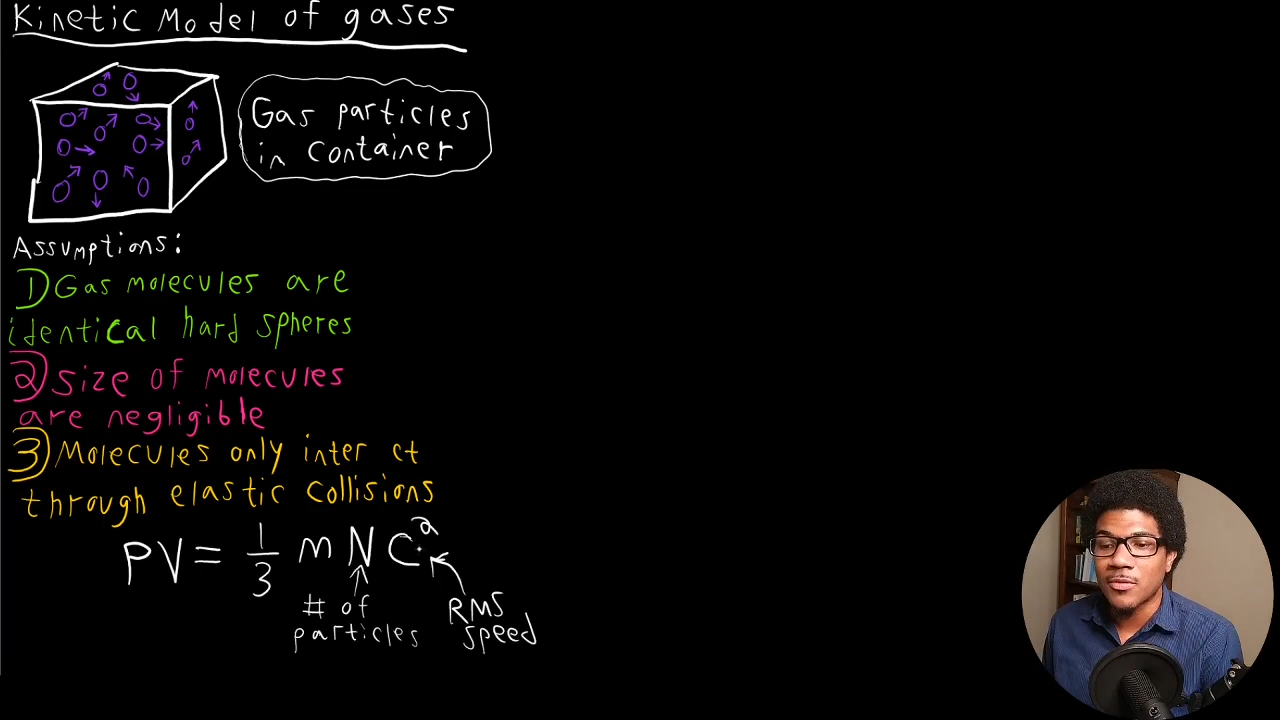 Kinetic Model of gases
Gas particles
in container
Assumptions:
1) Gas molecules are
identical hard spheres
2) size of molecules
are negligible
3) Molecules only inter ct
through elastic collisions
PV = 1/3 m N C²
# of
particles
RMS
speed